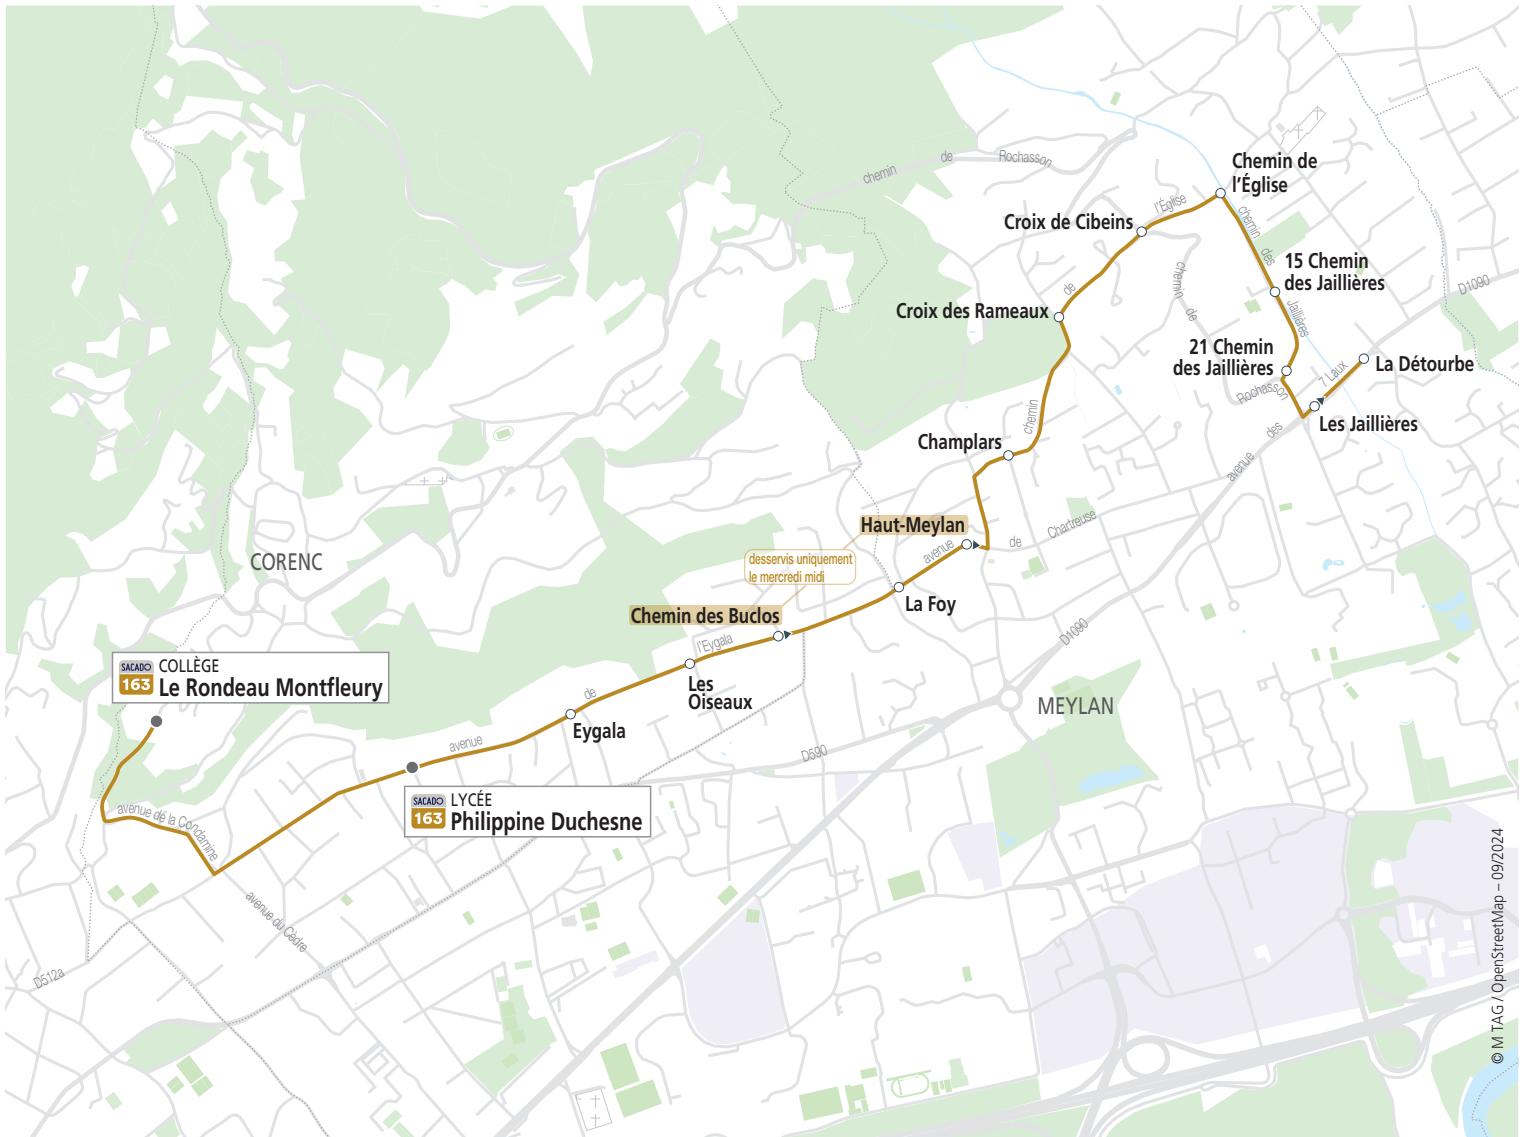 chemin
de
Rochasson
Chemin de
l'Église
Croix de Cibeins
l'Église
chemin
des
15 Chemin
des Jaillières
D1090
chemin
de
de
Croix des Rameaux
Jaillières
21 Chemin
des Jaillières
7 Laux
La Détourbe
Rochasson
Les Jaillières
des
avenue
chemin
Champlars
Haut-Meylan
Chartreuse
de
avenue
desservis uniquement
le mercredi midi
CORENC
La Foy
Chemin des Buclos
D1090
l'Eygala
SACADO
163
COLLÈGE
Le Rondeau Montfleury
Les
Oiseaux
de
MEYLAN
Eygala
avenue
D590
SACADO
163
LYCÉE
Philippine Duchesne
avenue de la Condamine
avenue du Cèdre
D512a
© M TAG / OpenStreetMap – 09/2024